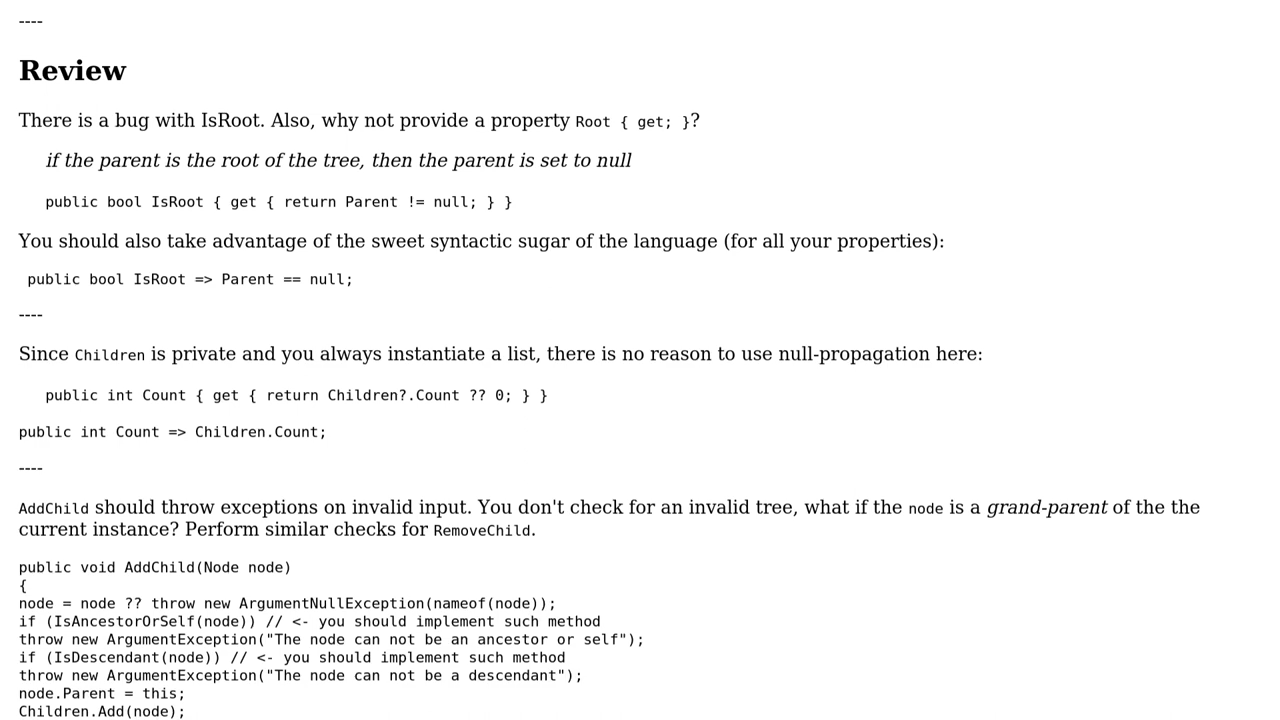 ----
Review
There is a bug with IsRoot. Also, why not provide a property Root { get; }?
if the parent is the root of the tree, then the parent is set to null
public bool IsRoot { get { return Parent != null; } }
You should also take advantage of the sweet syntactic sugar of the language (for all your properties):
public bool IsRoot => Parent == null;
----
Since Children is private and you always instantiate a list, there is no reason to use null-propagation here:
public int Count { get { return Children?.Count ?? 0; } }
public int Count => Children.Count;
----
AddChild should throw exceptions on invalid input. You don't check for an invalid tree, what if the node is a grand-parent of the the
current instance? Perform similar checks for RemoveChild.
public void AddChild(Node node)
{
node = node ?? throw new ArgumentNullException(nameof(node));
if (IsAncestorOrSelf(node)) // <- you should implement such method
throw new ArgumentException("The node can not be an ancestor or self");
if (IsDescendant(node)) // <- you should implement such method
throw new ArgumentException("The node can not be a descendant");
node.Parent = this;
Children.Add(node);